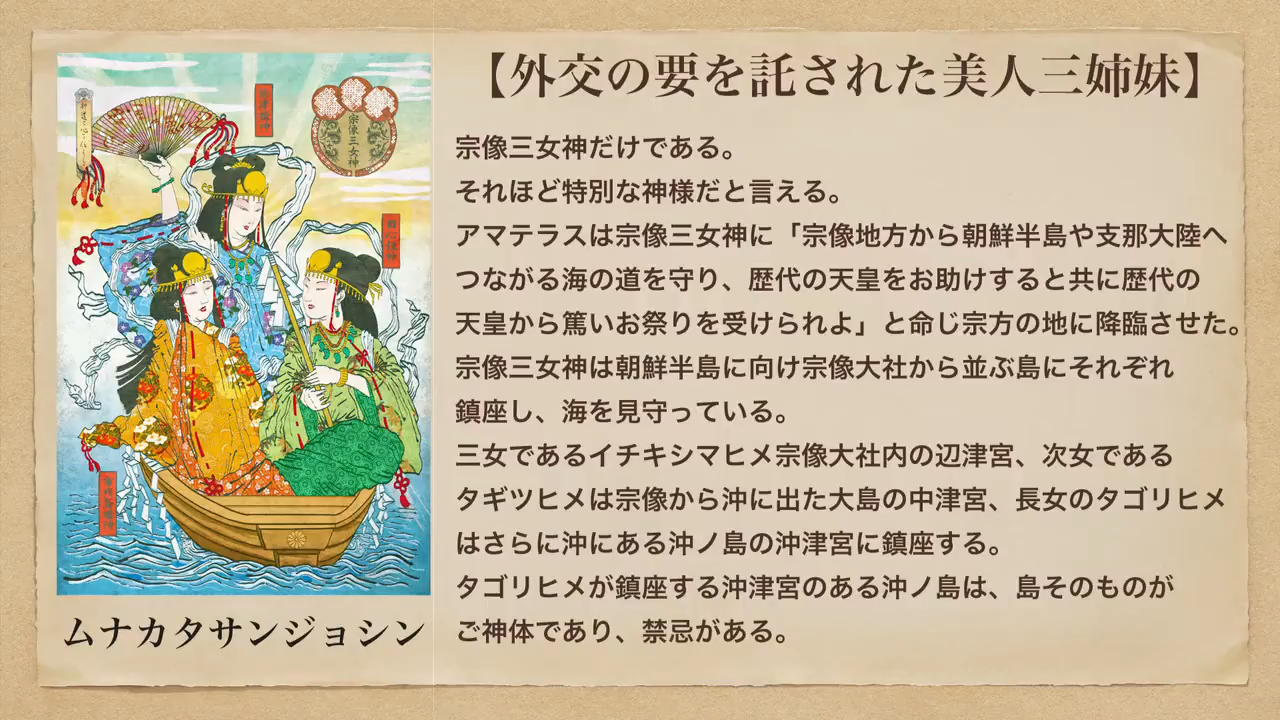 【外交の要を託された美人三姉妹】
宗像三女神だけである。
それほど特別な神様だと言える。
アマテラスは宗像三女神に「宗像地方から朝鮮半島や支那大陸へ
つながる海の道を守り、歴代の天皇をお助けすると共に歴代の
天皇から篤いお祭りを受けられよ」と命じ宗方の地に降臨させた。
宗像三女神は朝鮮半島に向け宗像大社から並ぶ島にそれぞれ
鎮座し、海を見守っている。
三女であるイチキシマヒメ宗像大社内の辺津宮、次女である
タギツヒメは宗像から沖に出た大島の中津宮、長女のタゴリヒメ
はさらに沖にある沖ノ島の沖津宮に鎮座する。
タゴリヒメが鎮座する沖津宮のある沖ノ島は、島そのものが
ご神体であり、禁忌がある。
宗像三女神
ムナカタサンジョシン